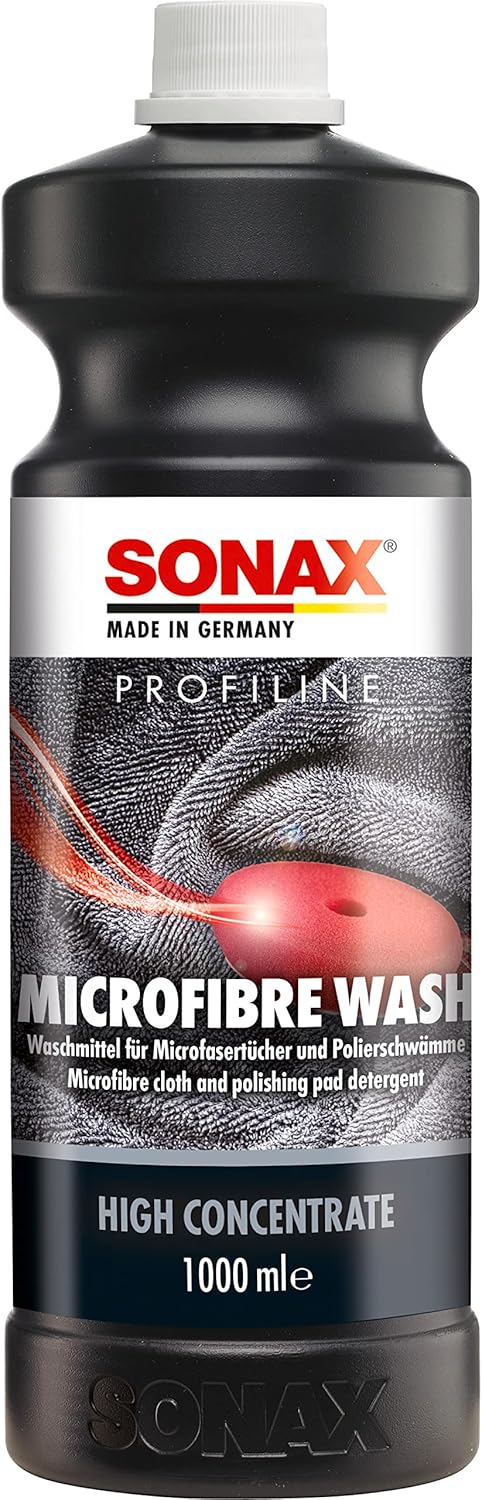 SONAX®
MADE IN GERMANY
PROFILINE
MICROFIBRE WASH
Waschmittel für Microfasertücher und Polierschwämme
Microfibre cloth and polishing pad detergent
HIGH CONCENTRATE
1000 ml℮
SONAX